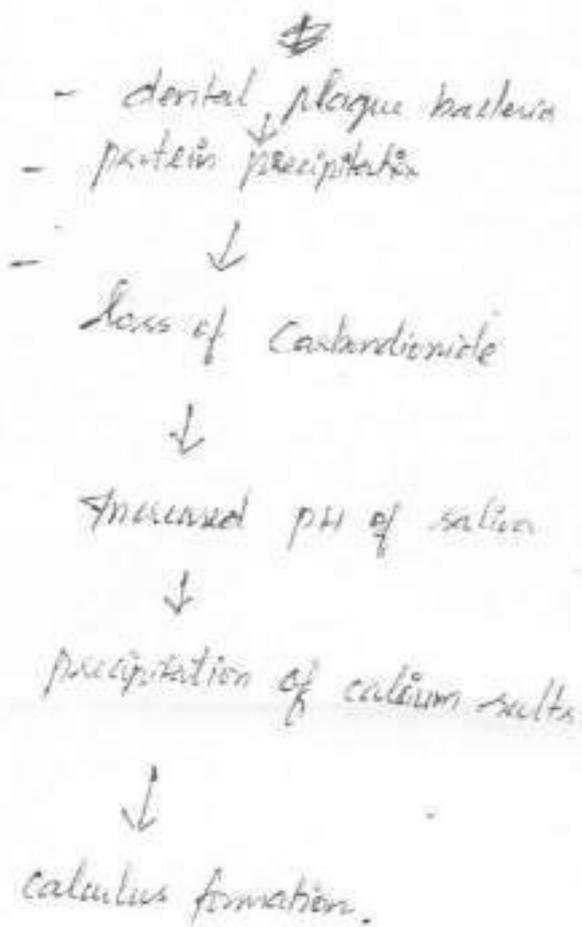 - dental plaque bacteria
↓
- protein precipitation
- ↓
loss of Carbondioxide
↓
Increased pH of saliva
↓
precipitation of calcium salts
↓
calculus formation.